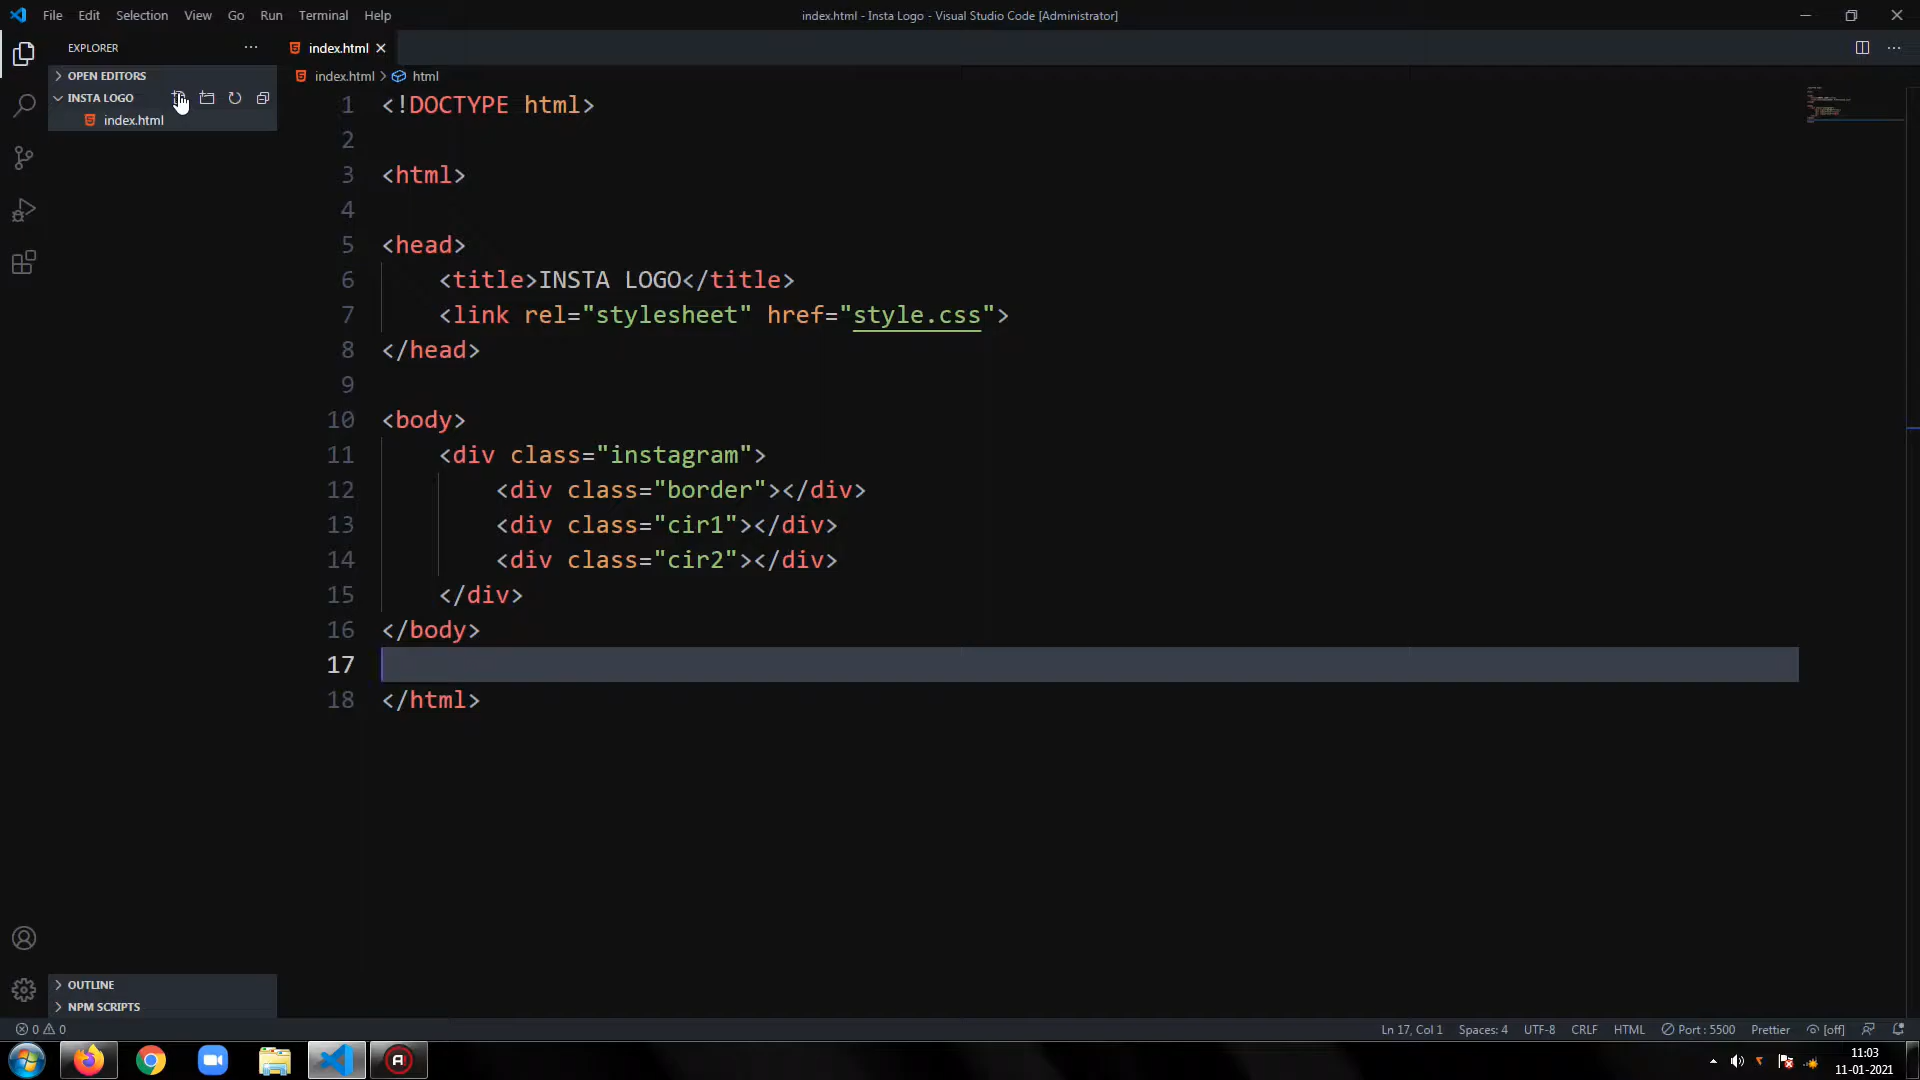 File Edit Selection View Go Run Terminal Help
index.html - Insta Logo - Visual Studio Code [Administrator]
EXPLORER
index.html
OPEN EDITORS
index.html > html
INSTA LOGO
index.html
1 <!DOCTYPE html>
2
3 <html>
4
5 <head>
6 <title>INSTA LOGO</title>
7 <link rel="stylesheet" href="style.css">
8 </head>
9
10 <body>
11 <div class="instagram">
12 <div class="border"></div>
13 <div class="cir1"></div>
14 <div class="cir2"></div>
15 </div>
16 </body>
17
18 </html>
OUTLINE
NPM SCRIPTS
0 0 Ln 17, Col 1 Spaces: 4 UTF-8 CRLF HTML Port : 5500 Prettier [off]
11:03
11-01-2021